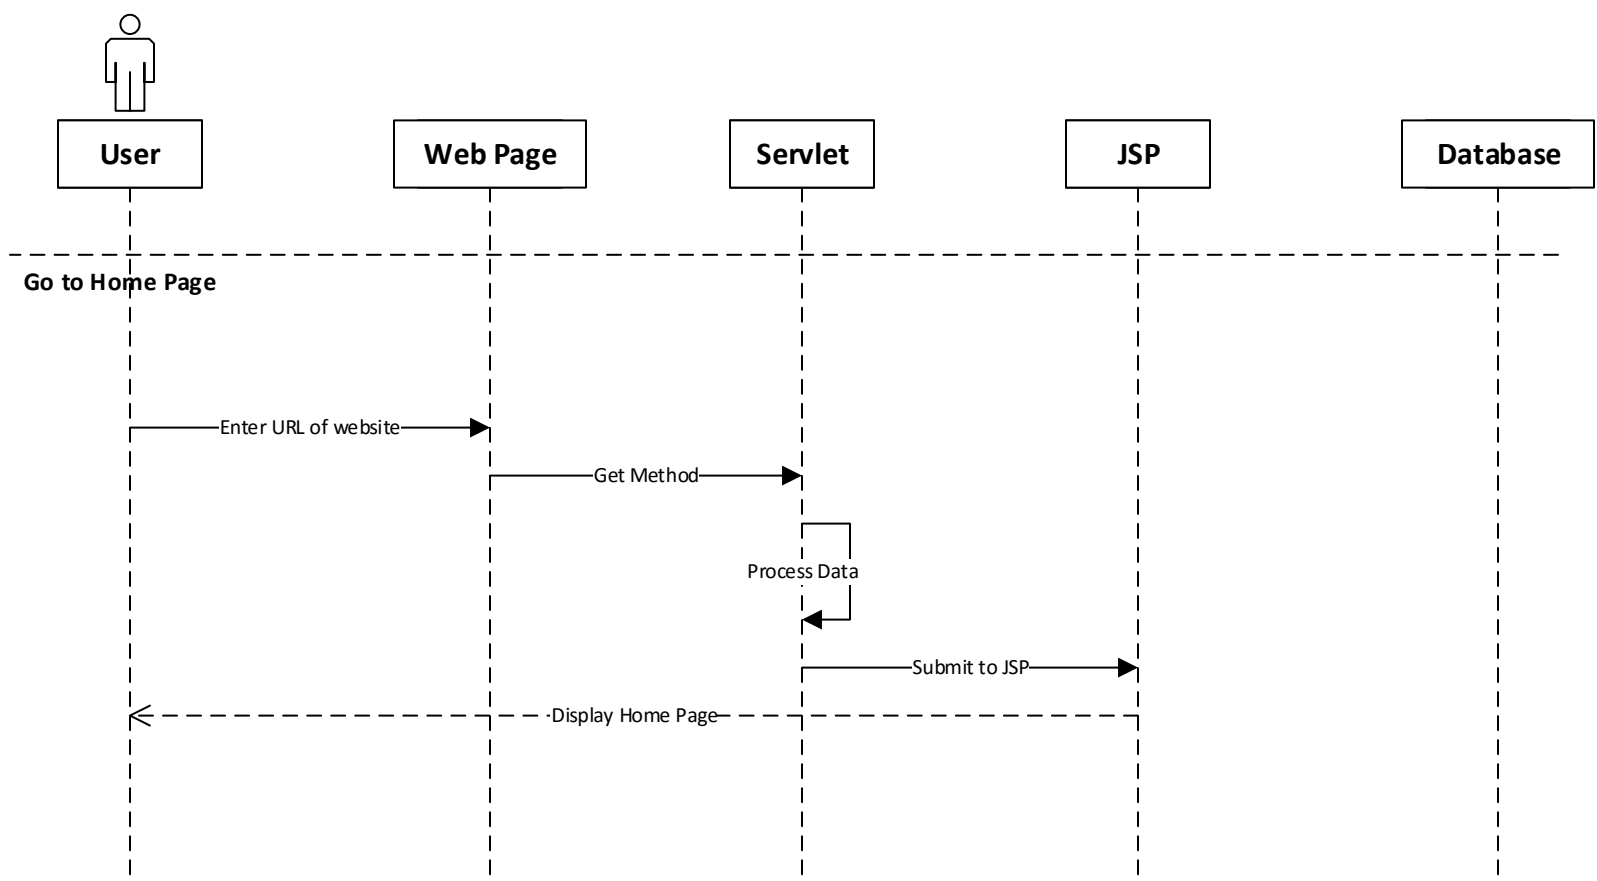 User
Web Page
Servlet
JSP
Database
Go to Home Page
Enter URL of website
Get Method
Process Data
Submit to JSP
Display Home Page